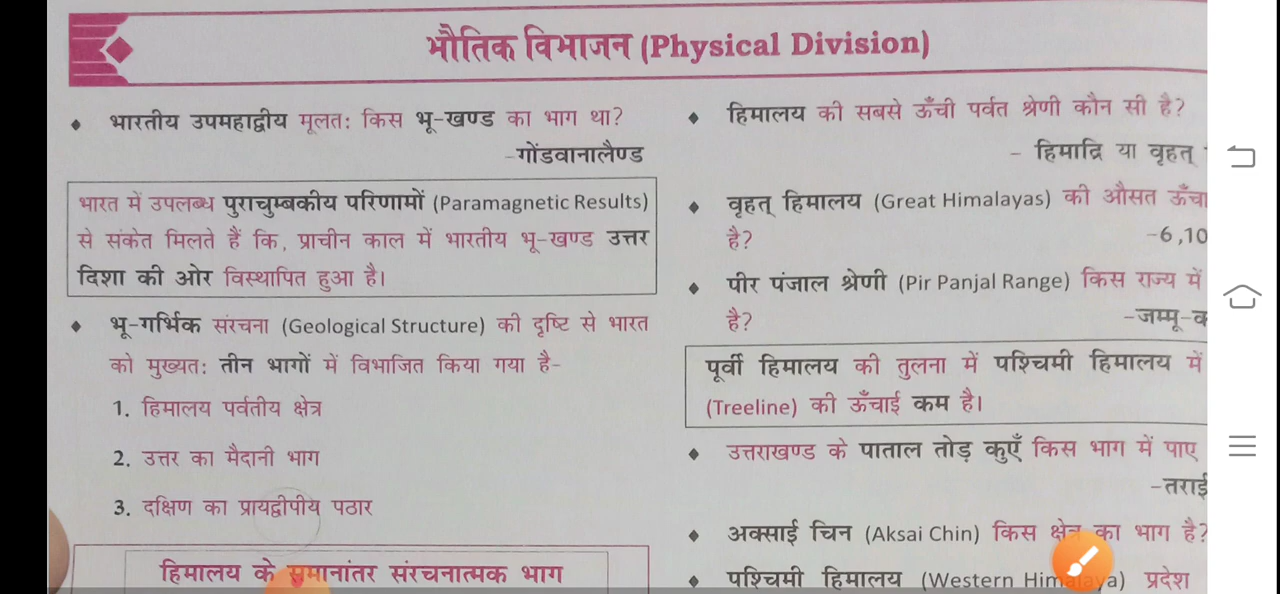 भौतिक विभाजन (Physical Division)
भारतीय उपमहाद्वीय मूलतः किस भू-खण्ड का भाग था?
-गोंडवानालैण्ड
भारत में उपलब्ध पुराचुम्बकीय परिणामों (Paramagnetic Results)
से संकेत मिलते हैं कि, प्राचीन काल में भारतीय भू-खण्ड उत्तर
दिशा की ओर विस्थापित हुआ है।
भू-गर्भिक संरचना (Geological Structure) की दृष्टि से भारत
को मुख्यतः तीन भागों में विभाजित किया गया है-
1. हिमालय पर्वतीय क्षेत्र
2. उत्तर का मैदानी भाग
3. दक्षिण का प्रायद्वीपीय पठार
हिमालय के समानांतर संरचनात्मक भाग
हिमालय की सबसे ऊँची पर्वत श्रेणी कौन सी है?
- हिमाद्रि या वृहत्
वृहत् हिमालय (Great Himalayas) की औसत ऊँचा
है?
-6,10
पीर पंजाल श्रेणी (Pir Panjal Range) किस राज्य में
है?
-जम्मू-क
पूर्वी हिमालय की तुलना में पश्चिमी हिमालय में
(Treeline) की ऊँचाई कम है।
उत्तराखण्ड के पाताल तोड़ कुएँ किस भाग में पाए
-तराई
अक्साई चिन (Aksai Chin) किस क्षेत्र का भाग है?
पश्चिमी हिमालय (Western Himalaya) प्रदेश